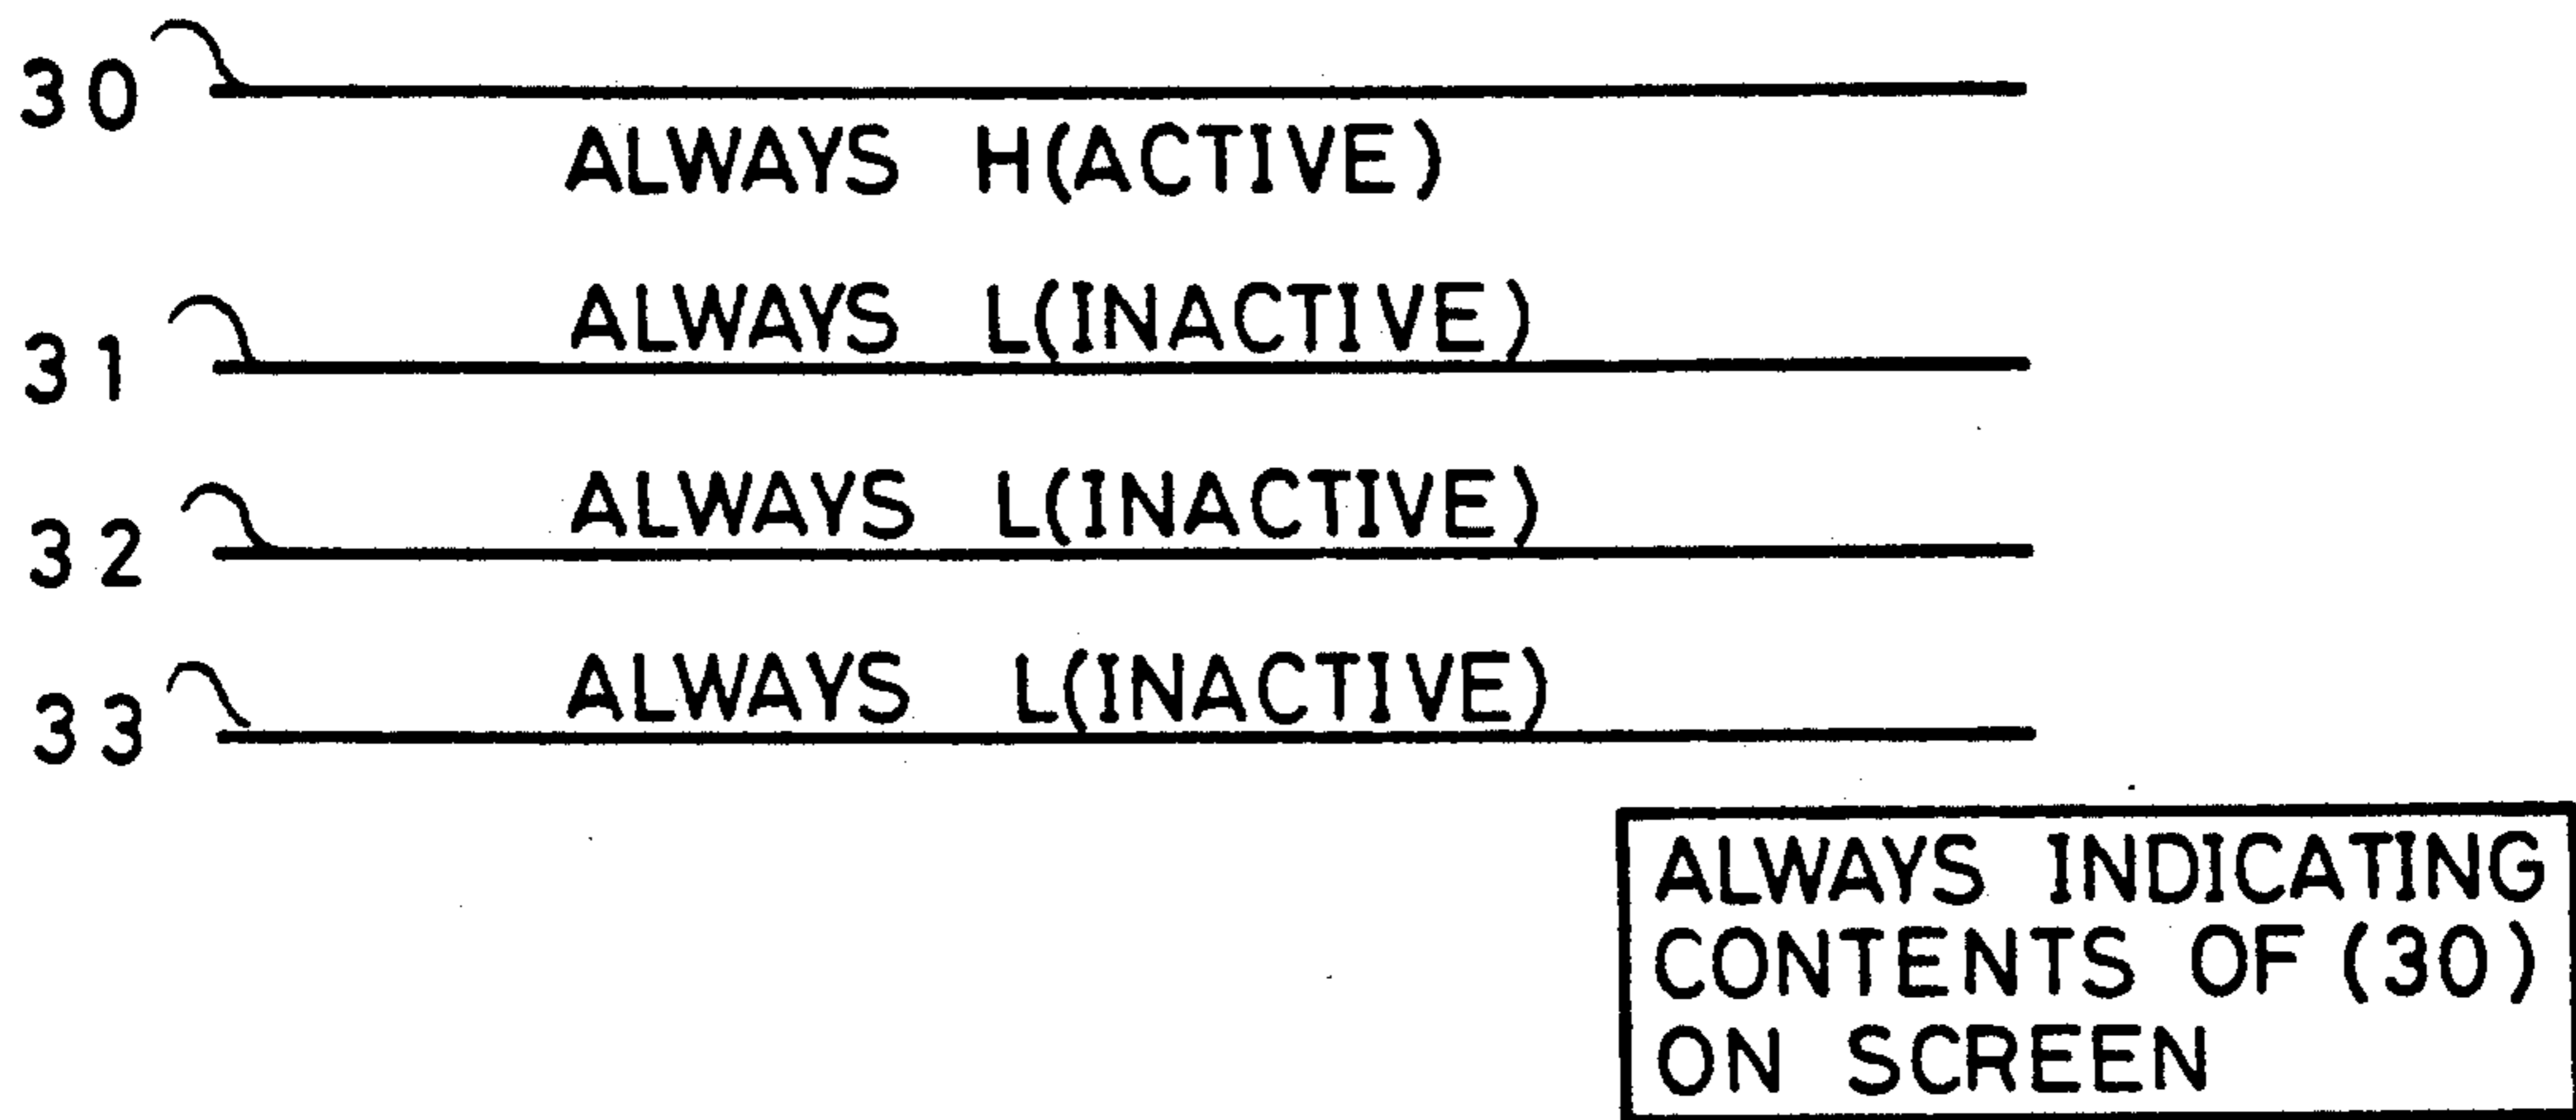 30
ALWAYS H(ACTIVE)
31 ALWAYS L(INACTIVE)
32 ALWAYS L(INACTIVE)
33 ALWAYS L(INACTIVE)
ALWAYS INDICATING
CONTENTS OF (30)
ON SCREEN